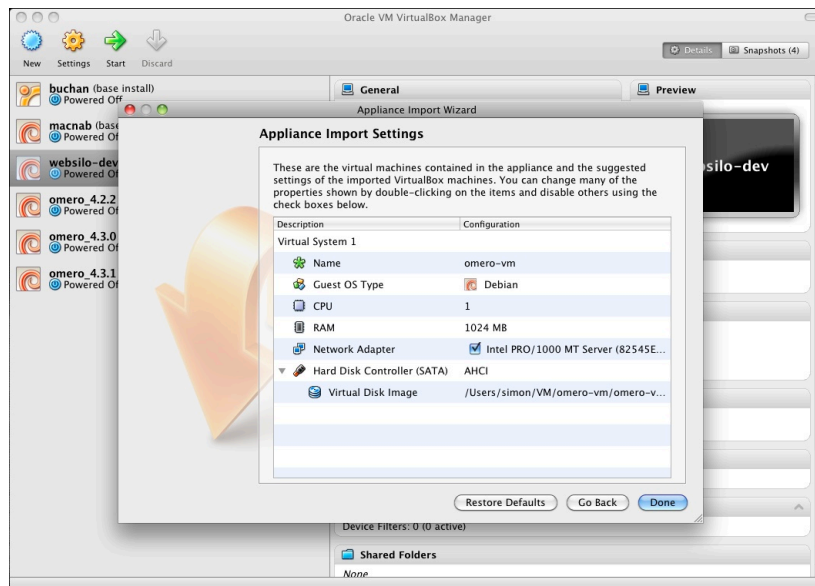 Oracle VM VirtualBox Manager
New Settings Start Discard
Details Snapshots (4)
buchan (base install)
Powered Off
macnab (base
Powered Of
websilo-dev
Powered Of
omero_4.2.2
Powered Of
omero_4.3.0
Powered Of
omero_4.3.1
Powered Of
General
Preview
silo-dev
Appliance Import Wizard
Appliance Import Settings
These are the virtual machines contained in the appliance and the suggested
settings of the imported VirtualBox machines. You can change many of the
properties shown by double-clicking on the items and disable others using the
check boxes below.
Description Configuration
Virtual System 1
Name omero-vm
Guest OS Type Debian
CPU 1
RAM 1024 MB
Network Adapter Intel PRO/1000 MT Server (82545E...
Hard Disk Controller (SATA) AHCI
Virtual Disk Image /Users/simon/VM/omero-vm/omero-v...
Restore Defaults Go Back Done
Device Filters: 0 (0 active)
Shared Folders
None